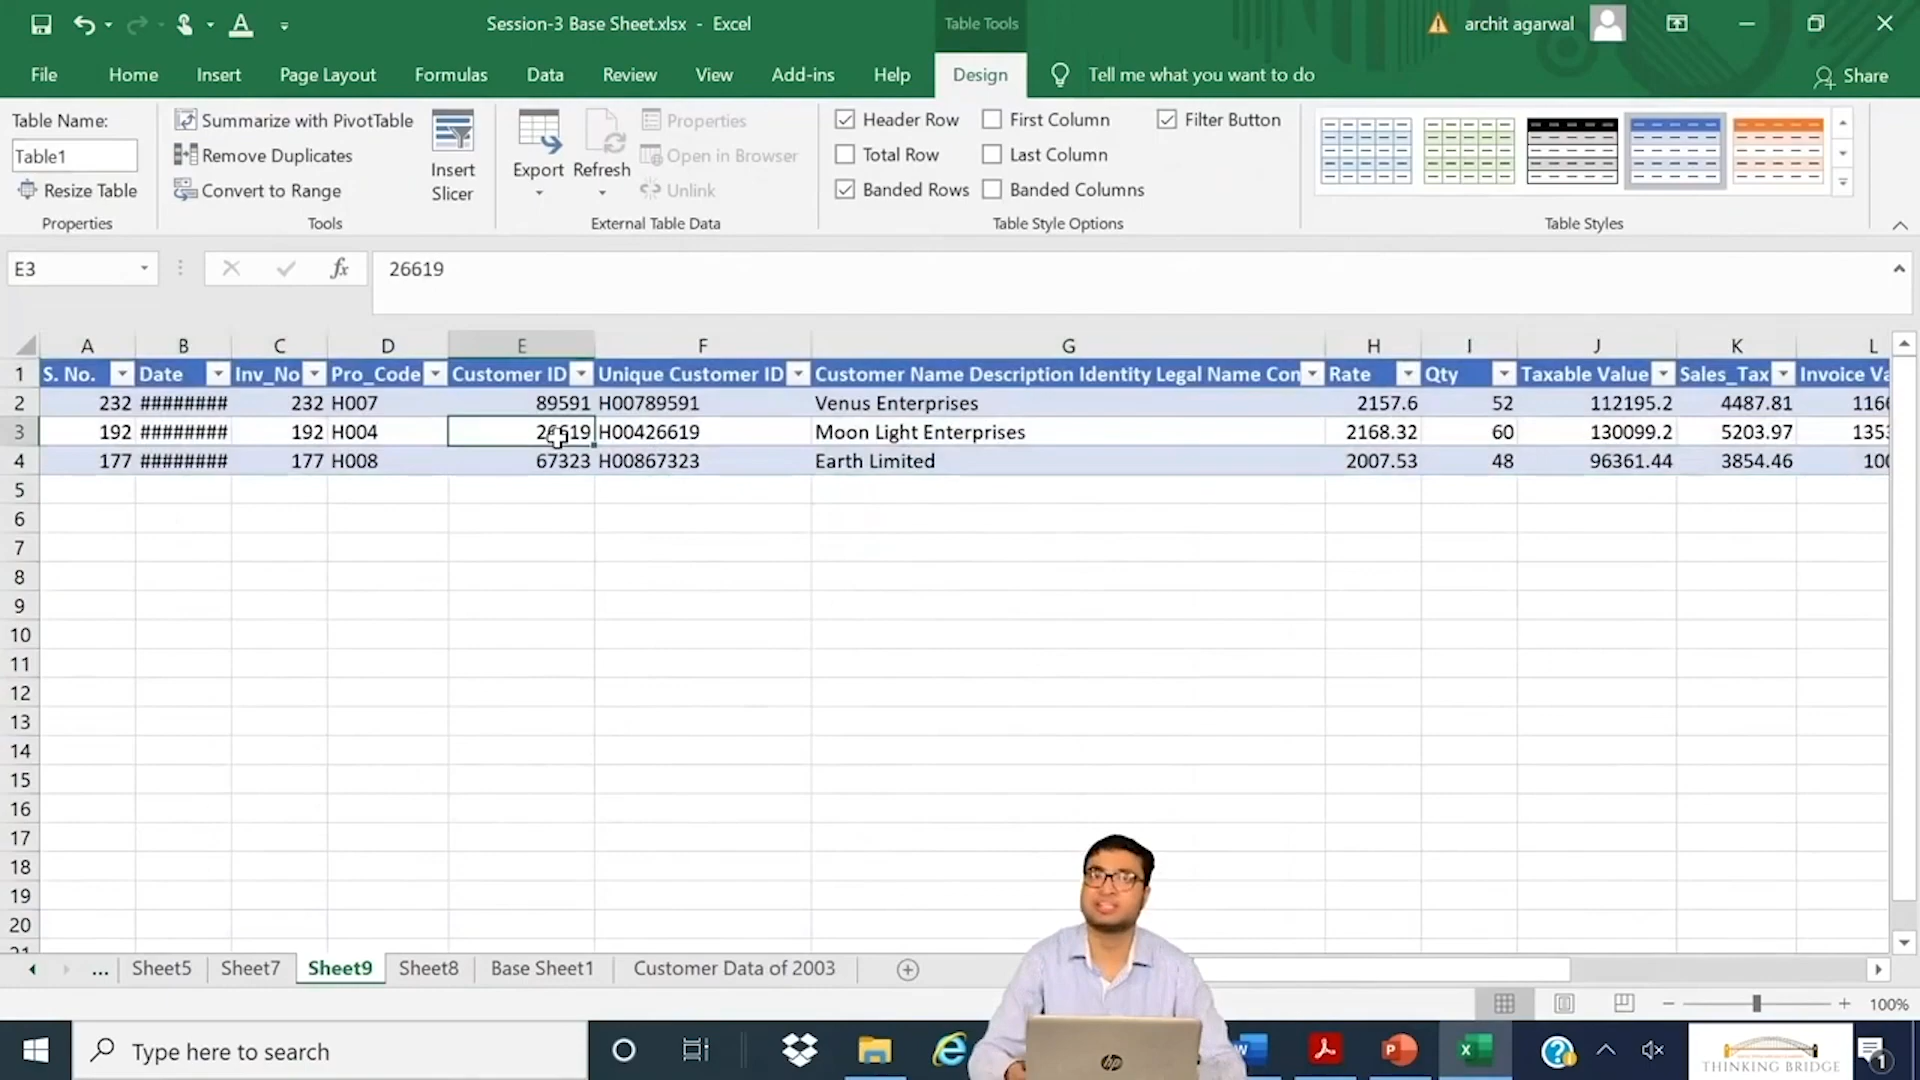 Session-3 Base Sheet.xlsx - Excel
Table Tools
archit agarwal
File Home Insert Page Layout Formulas Data Review View Add-ins Help Design Tell me what you want to do Share
Table Name:
Table1
Resize Table
Properties
Summarize with PivotTable
Remove Duplicates
Convert to Range
Tools
Insert
Slicer
Export
Refresh
Properties
Open in Browser
Unlink
External Table Data
Header Row First Column Filter Button
Total Row Last Column
Banded Rows Banded Columns
Table Style Options
Table Styles
E3 fx 26619
A B C D E F G H I J K L
1 S. No. Date Inv_No Pro_Code Customer ID Unique Customer ID Customer Name Description Identity Legal Name Con Rate Qty Taxable Value Sales_Tax Invoice Va
2 232 ######## 232 H007 89591 H00789591 Venus Enterprises 2157.6 52 112195.2 4487.81 1166
3 192 ######## 192 H004 26619 H00426619 Moon Light Enterprises 2168.32 60 130099.2 5203.97 1353
4 177 ######## 177 H008 67323 H00867323 Earth Limited 2007.53 48 96361.44 3854.46 100
5
6
7
8
9
10
11
12
13
14
15
16
17
18
19
20
21
... Sheet5 Sheet7 Sheet9 Sheet8 Base Sheet1 Customer Data of 2003
100%
Type here to search
hp
THINKING BRIDGE
1